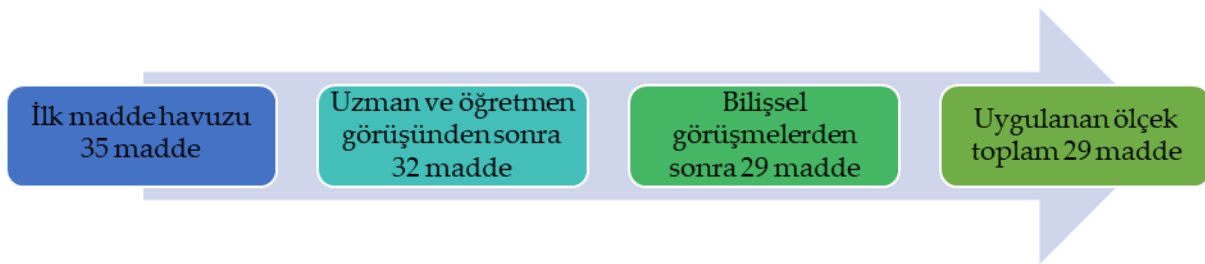 İlk madde havuzu
35 madde
Uzman ve öğretmen
görüşünden sonra
32 madde
Bilişsel
görüşmelerden
sonra 29 madde
Uygulanan ölçek
toplam 29 madde